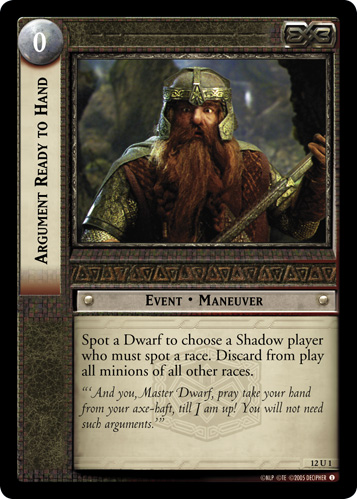 0
ARGUMENT READY TO HAND
EVENT • MANEUVER
Spot a Dwarf to choose a Shadow player
who must spot a race. Discard from play
all minions of all other races.
“‘And you, Master Dwarf, pray take your hand
from your axe-haft, till I am up! You will not need
such arguments.’”
12 U 1
©NLP ©TE ©2005 DECIPHER